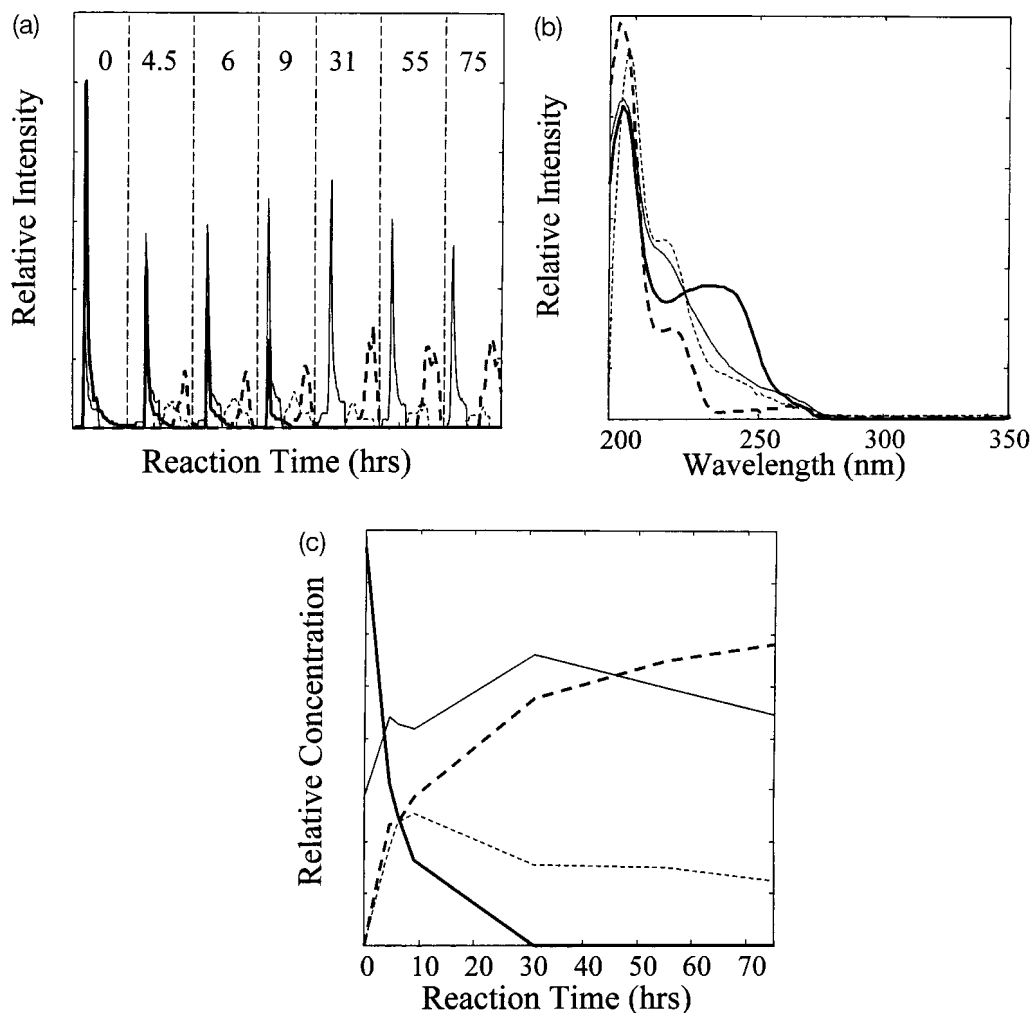 (a)
0 4.5 6 9 31 55 75
Relative Intensity
Reaction Time (hrs)
(b)
Relative Intensity
200 250 300 350
Wavelength (nm)
(c)
Relative Concentration
0 10 20 30 40 50 60 70
Reaction Time (hrs)